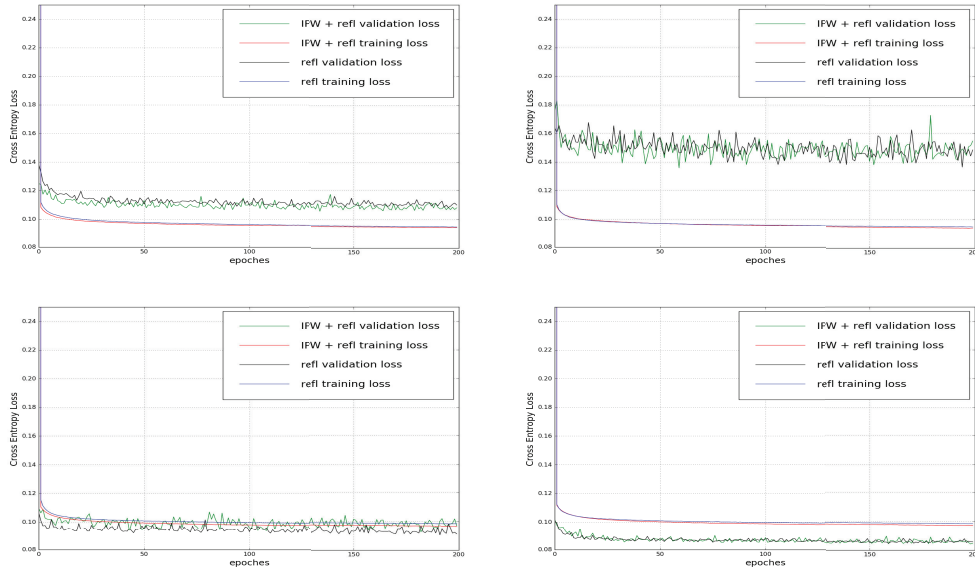 0.24
0.22
0.20
0.18
0.16
0.14
0.12
0.10
0.08
Cross Entropy Loss
IFW + refl validation loss
IFW + refl training loss
refl validation loss
refl training loss
0
50
100
150
200
epoches
0.24
0.22
0.20
0.18
0.16
0.14
0.12
0.10
0.08
Cross Entropy Loss
IFW + refl validation loss
IFW + refl training loss
refl validation loss
refl training loss
0
50
100
150
200
epoches
0.24
0.22
0.20
0.18
0.16
0.14
0.12
0.10
0.08
Cross Entropy Loss
IFW + refl validation loss
IFW + refl training loss
refl validation loss
refl training loss
0
50
100
150
200
epoches
0.24
0.22
0.20
0.18
0.16
0.14
0.12
0.10
0.08
Cross Entropy Loss
IFW + refl validation loss
IFW + refl training loss
refl validation loss
refl training loss
0
50
100
150
200
epoches